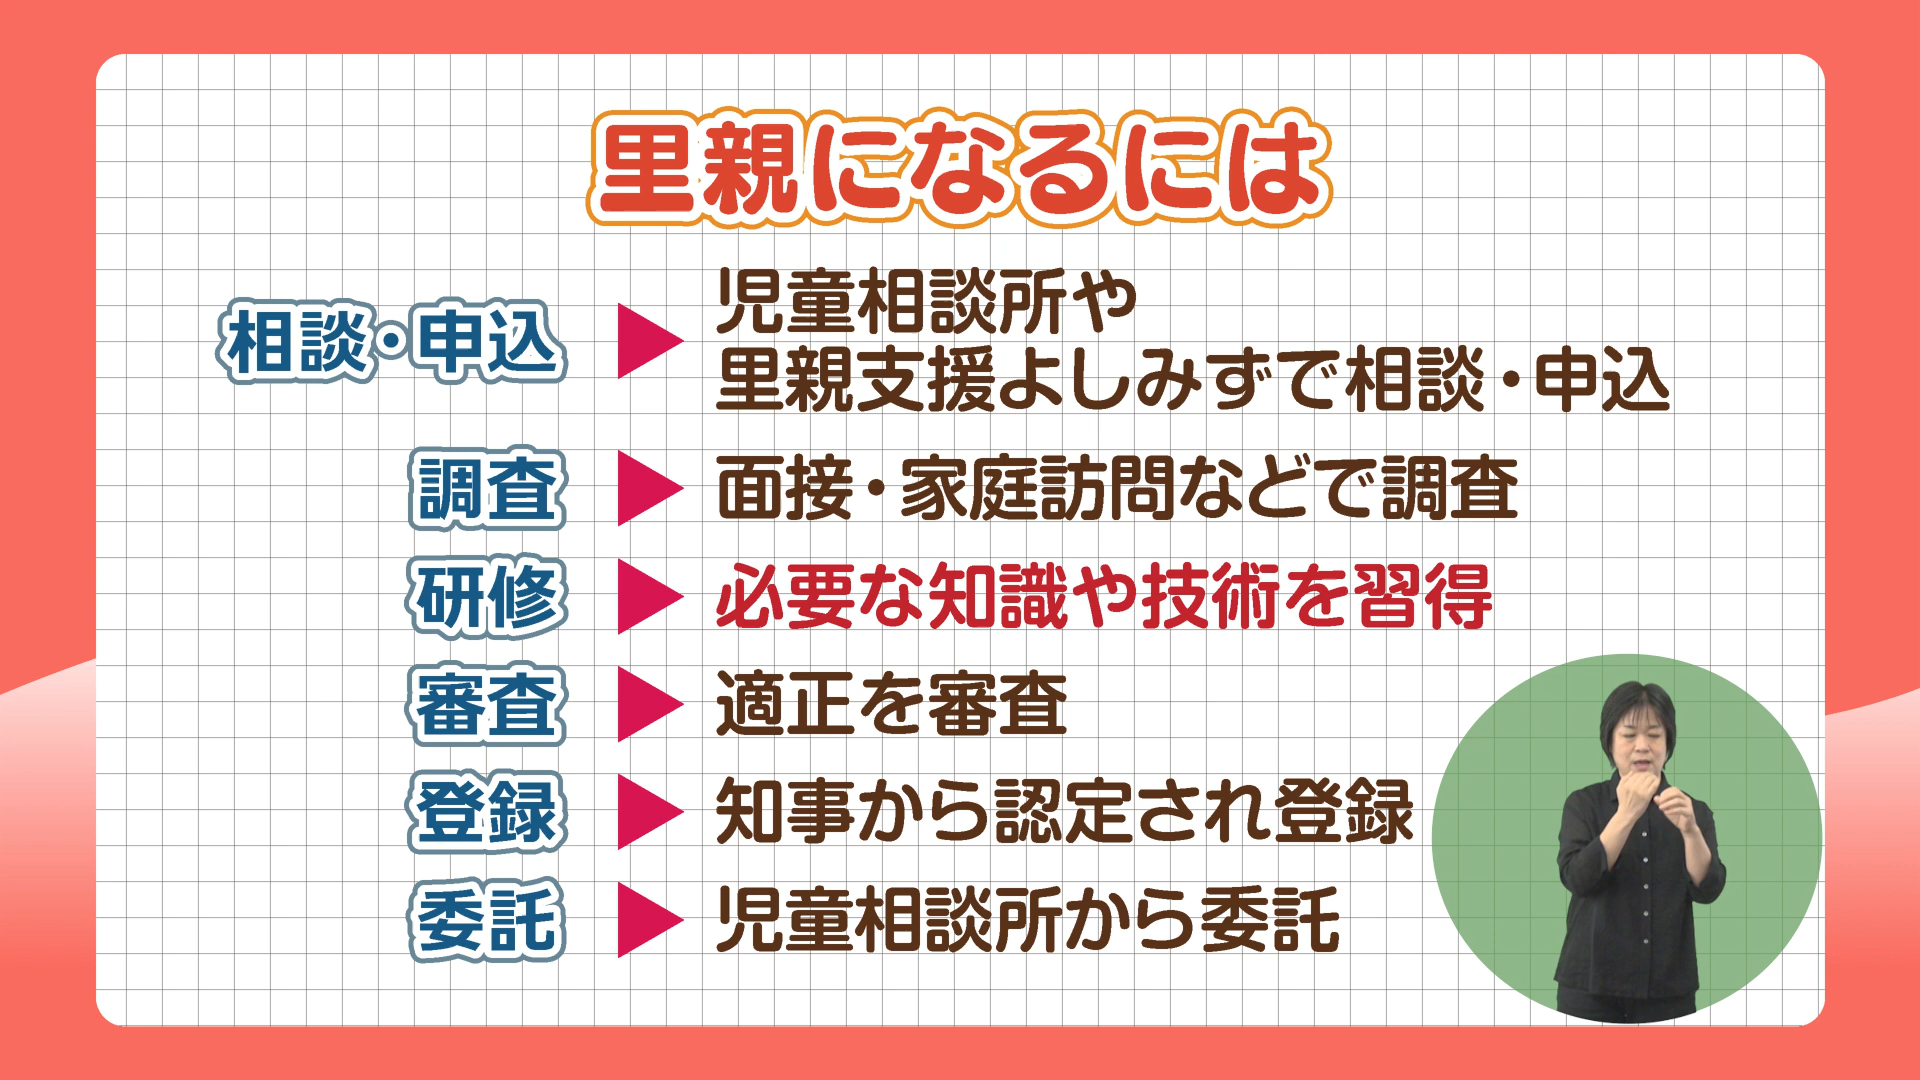 里親になるには
相談・申込 ▶ 児童相談所や
里親支援よしみずで相談・申込
調査 ▶ 面接・家庭訪問などで調査
研修 ▶ 必要な知識や技術を習得
審査 ▶ 適正を審査
登録 ▶ 知事から認定され登録
委託 ▶ 児童相談所から委託